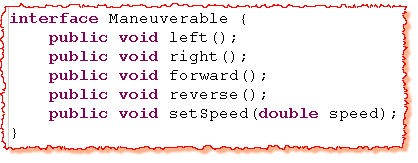 interface Maneuverable {
    public void left();
    public void right();
    public void forward();
    public void reverse();
    public void setSpeed(double speed);
}